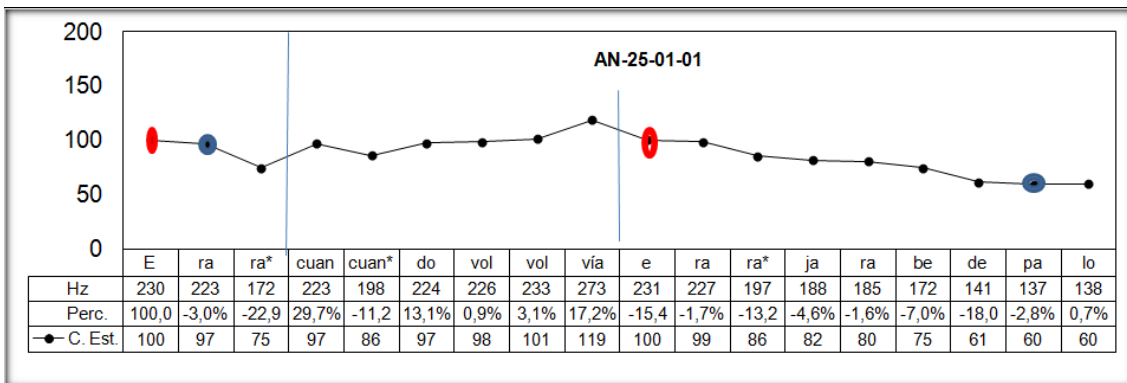 200
AN-25-01-01
150
100
50
0
E ra ra* cuan cuan* do vol vol vía e ra ra* ja ra be de pa lo
Hz 230 223 172 223 198 224 226 233 273 231 227 197 188 185 172 141 137 138
Perc. 100,0 -3,0% -22,9 29,7% -11,2 13,1% 0,9% 3,1% 17,2% -15,4 -1,7% -13,2 -4,6% -1,6% -7,0% -18,0 -2,8% 0,7%
C. Est. 100 97 75 97 86 97 98 101 119 100 99 86 82 80 75 61 60 60